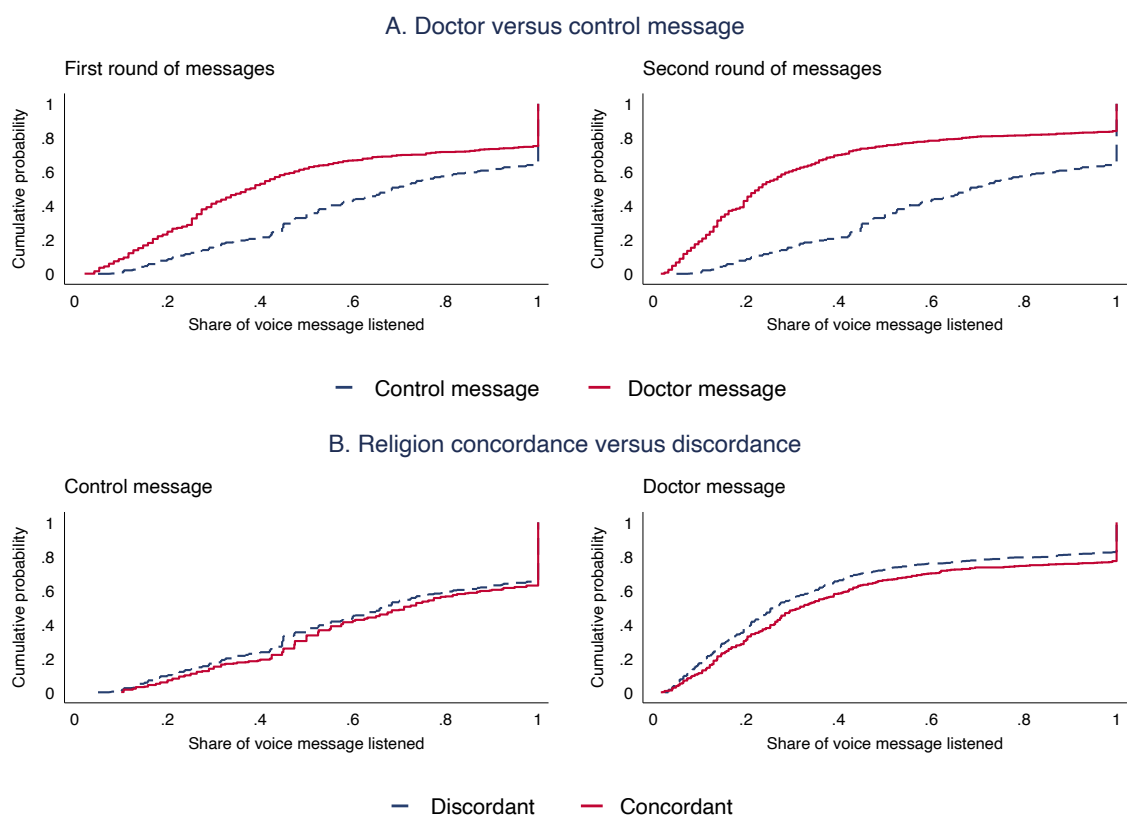 A. Doctor versus control message
First round of messages
Cumulative probability
1
.8
.6
.4
.2
0
0 .2 .4 .6 .8 1
Share of voice message listened
Second round of messages
Cumulative probability
1
.8
.6
.4
.2
0
0 .2 .4 .6 .8 1
Share of voice message listened
Control message Doctor message
B. Religion concordance versus discordance
Control message
Cumulative probability
1
.8
.6
.4
.2
0
0 .2 .4 .6 .8 1
Share of voice message listened
Doctor message
Cumulative probability
1
.8
.6
.4
.2
0
0 .2 .4 .6 .8 1
Share of voice message listened
Discordant Concordant